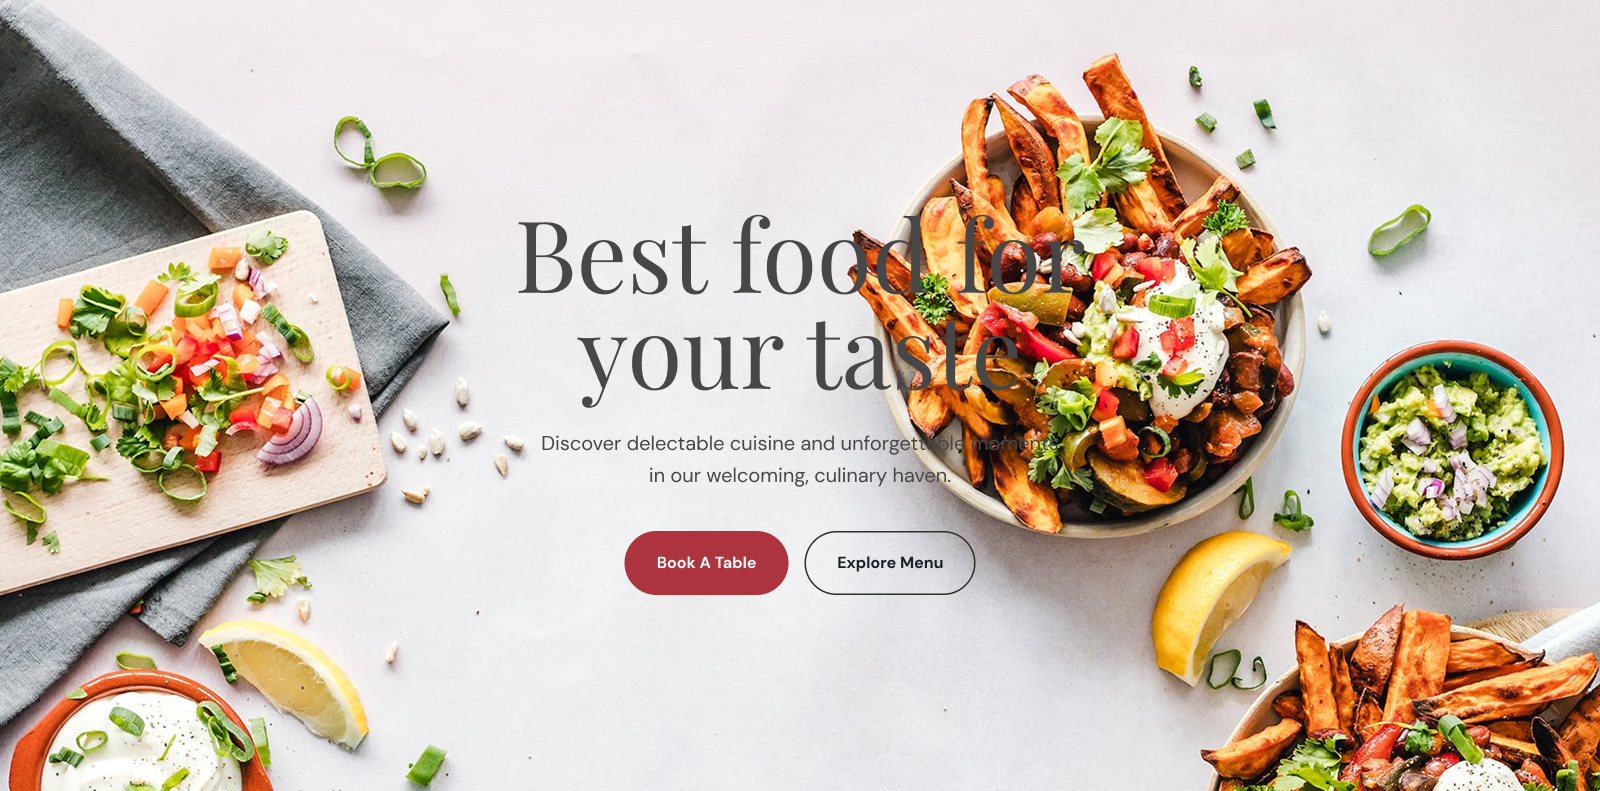 Best food for
your taste
Discover delectable cuisine and unforgettable moments
in our welcoming, culinary haven.
Book A Table
Explore Menu